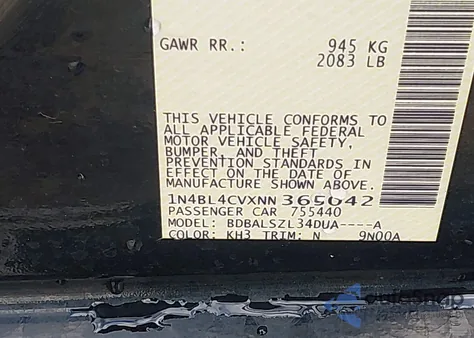 GAWR RR.: 945 KG
2083 LB
THIS VEHICLE CONFORMS TO
ALL APPLICABLE FEDERAL
MOTOR VEHICLE SAFETY,
BUMPER, AND THEFT
PREVENTION STANDARDS IN
EFFECT ON THE DATE OF
MANUFACTURE SHOWN ABOVE.
1N4BL4CVXNN365642
PASSENGER CAR 755440
MODEL: BDBALSZL34DUA----A
COLOR: KH3 TRIM: N 9N00A